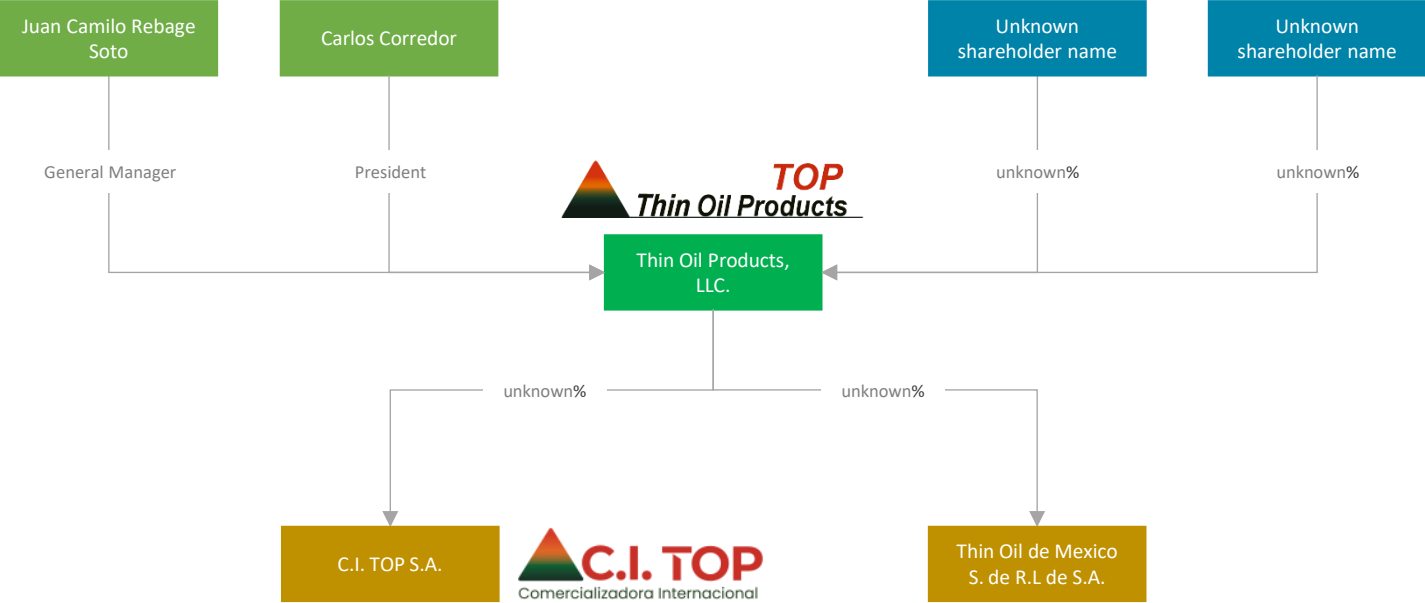 Juan Camilo Rebage
Soto
Carlos Corredor
Unknown
shareholder name
Unknown
shareholder name
General Manager
President
unknown%
unknown%
TOP
Thin Oil Products
Thin Oil Products,
LLC.
unknown%
unknown%
C.I. TOP S.A.
C.I. TOP
Comercializadora Internacional
Thin Oil de Mexico
S. de R.L de S.A.